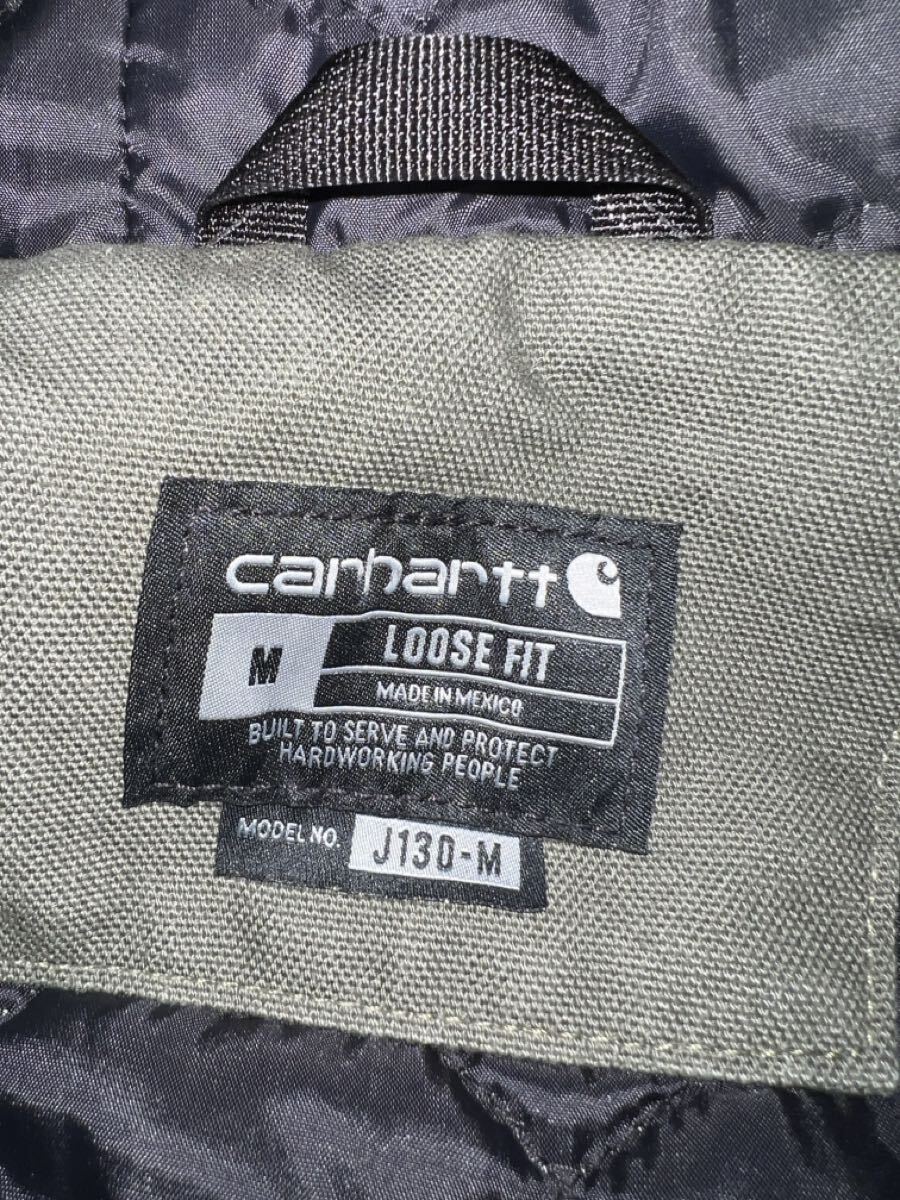 carhartt
M
LOOSE FIT
MADE IN MEXICO
BUILT TO SERVE AND PROTECT
HARDWORKING PEOPLE
MODEL NO. J130-M